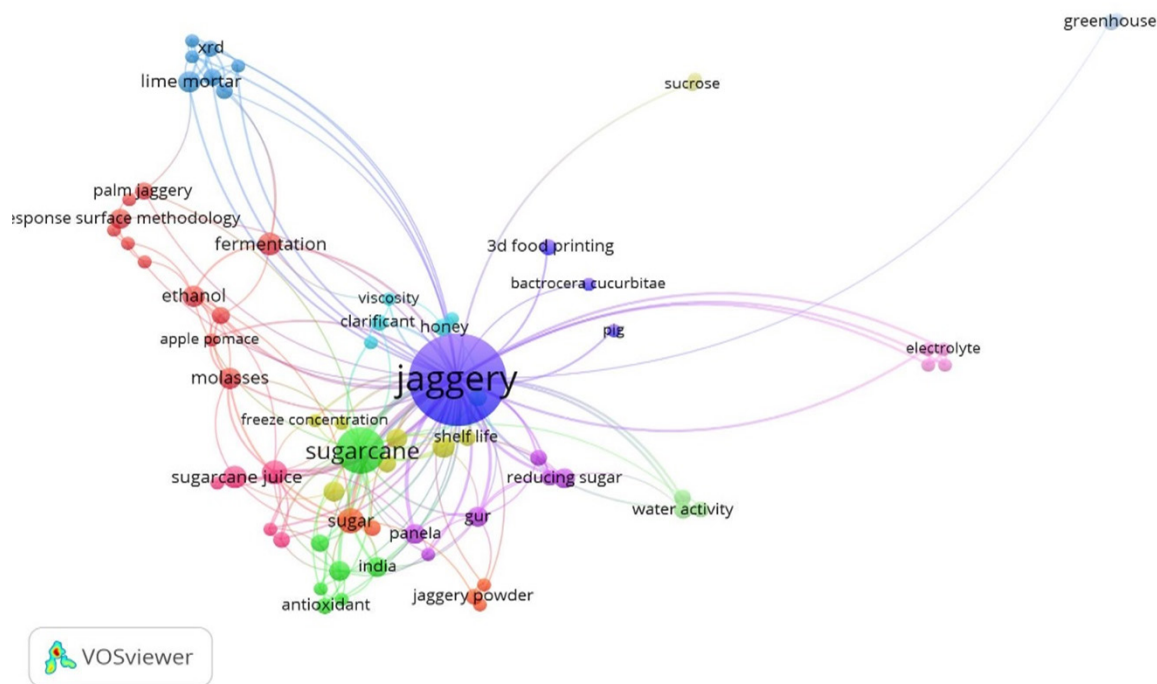 greenhouse
xrd
lime mortar
sucrose
palm jaggery
esponse surface methodology
fermentation
3d food printing
bactrocera cucurbitae
ethanol
viscosity
clarificant
honey
pig
apple pomace
electrolyte
molasses
jaggery
freeze concentration
shelf life
sugarcane
sugarcane juice
reducing sugar
water activity
sugar
gur
panela
india
jaggery powder
antioxidant
VOSviewer